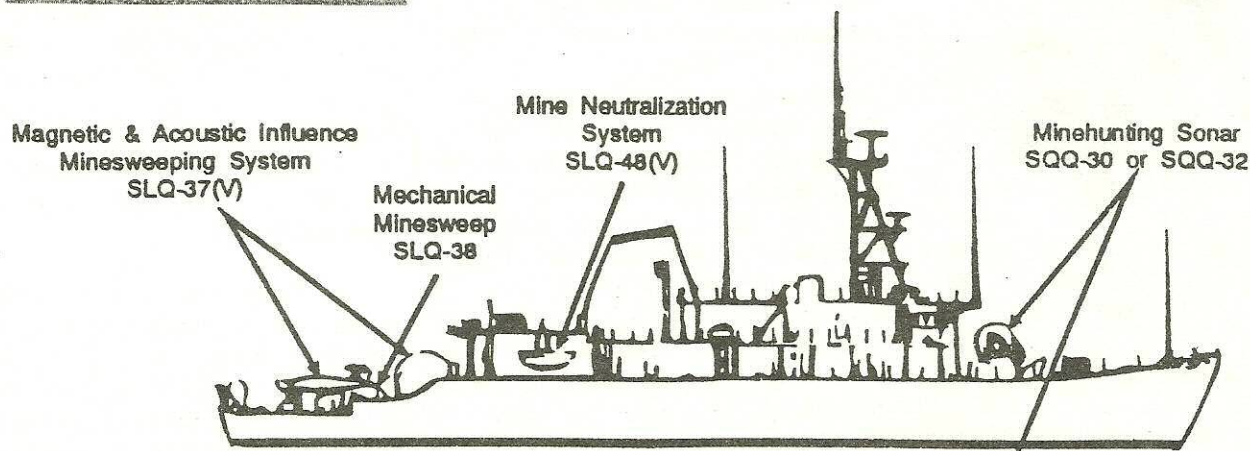 Magnetic & Acoustic Influence
Minesweeping System
SLQ-37(V)
Mechanical
Minesweep
SLQ-38
Mine Neutralization
System
SLQ-48(V)
Minehunting Sonar
SQQ-30 or SQQ-32